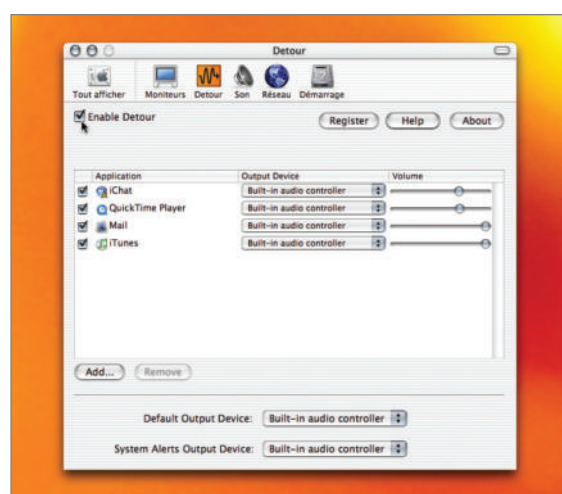 Detour
Tout afficher Moniteurs Detour Son Réseau Démarrage
Enable Detour Register Help About
Application Output Device Volume
iChat Built-in audio controller
QuickTime Player Built-in audio controller
Mail Built-in audio controller
iTunes Built-in audio controller
Add... Remove
Default Output Device: Built-in audio controller
System Alerts Output Device: Built-in audio controller